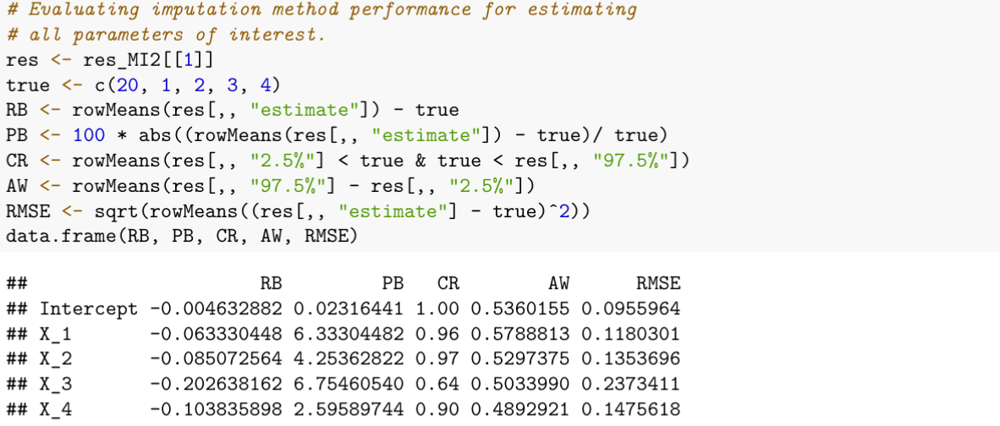 # Evaluating imputation method performance for estimating
# all parameters of interest.
res <- res_MI2[[1]]
true <- c(20, 1, 2, 3, 4)
RB <- rowMeans(res[,, "estimate"]) - true
PB <- 100 * abs((rowMeans(res[,, "estimate"]) - true)/ true)
CR <- rowMeans(res[,, "2.5%"] < true & true < res[,, "97.5%"])
AW <- rowMeans(res[,, "97.5%"] - res[,, "2.5%"])
RMSE <- sqrt(rowMeans((res[,, "estimate"] - true)^2))
data.frame(RB, PB, CR, AW, RMSE)
##                     RB         PB   CR        AW      RMSE
## Intercept -0.004632882 0.02316441 1.00 0.5360155 0.0955964
## X_1       -0.063330448 6.33304482 0.96 0.5788813 0.1180301
## X_2       -0.085072564 4.25362822 0.97 0.5297375 0.1353696
## X_3       -0.202638162 6.75460540 0.64 0.5033990 0.2373411
## X_4       -0.103835898 2.59589744 0.90 0.4892921 0.1475618